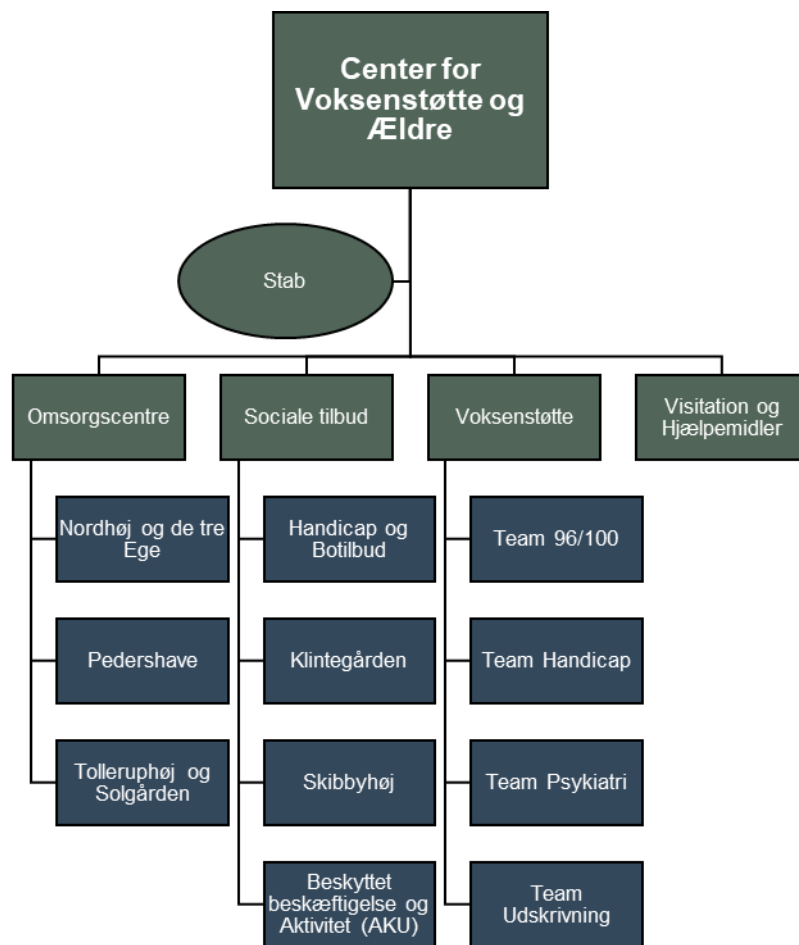 Center for
Voksenstøtte og
Ældre
Stab
Omsorgscentre
Sociale tilbud
Voksenstøtte
Visitation og
Hjælpemidler
Nordhøj og de tre
Ege
Pedershave
Tolleruphøj og
Solgården
Handicap og
Botilbud
Klintegården
Skibbyhøj
Beskyttet
beskæftigelse og
Aktivitet (AKU)
Team 96/100
Team Handicap
Team Psykiatri
Team
Udskrivning